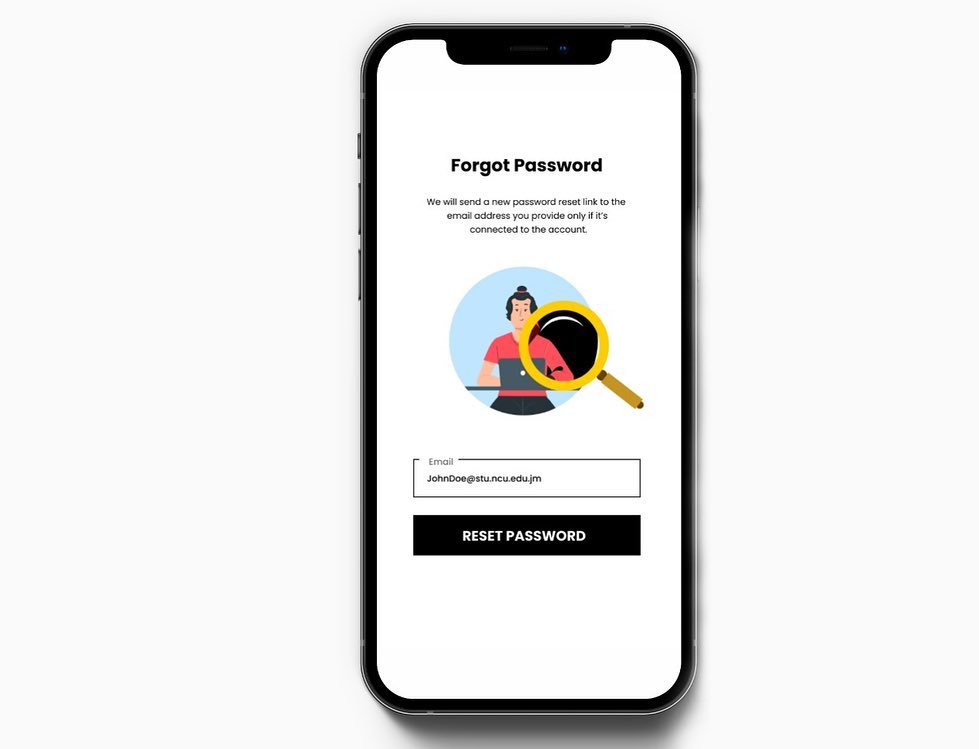 Forgot Password
We will send a new password reset link to the
email address you provide only if it's
connected to the account.
Email
JohnDoe@stu.ncu.edu.jm
RESET PASSWORD